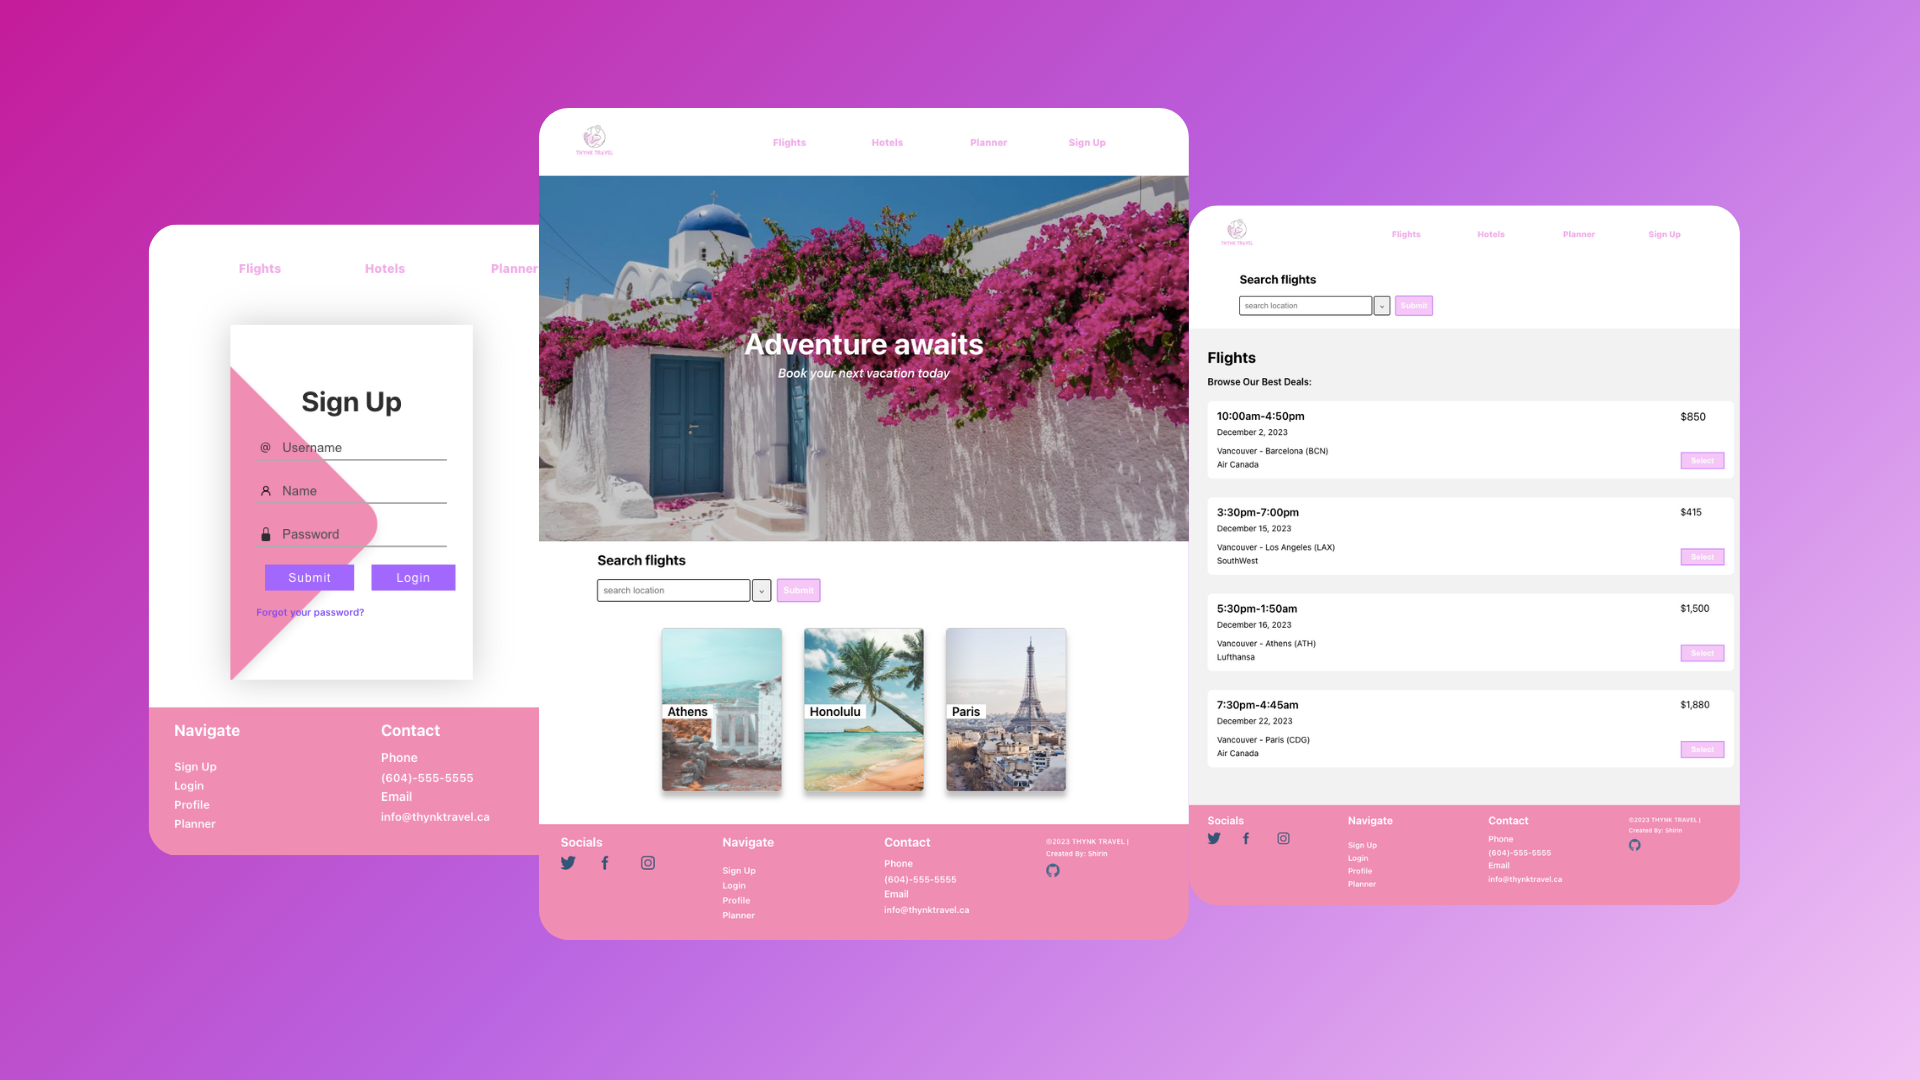 Flights Hotels Planner
Sign Up
@ Username
Name
Password
Submit Login
Forgot your password?
Navigate
Sign Up
Login
Profile
Planner
Contact
Phone
(604)-555-5555
Email
info@thynktravel.ca
THYNK TRAVEL
Flights Hotels Planner Sign Up
Adventure awaits
Book your next vacation today
Search flights
search location Submit
Athens Honolulu Paris
Socials
Navigate
Sign Up
Login
Profile
Planner
Contact
Phone
(604)-555-5555
Email
info@thynktravel.ca
©2023 THYNK TRAVEL |
Created By: Shirin
THYNK TRAVEL
Flights Hotels Planner Sign Up
Search flights
search location Submit
Flights
Browse Our Best Deals:
10:00am-4:50pm $850
December 2, 2023
Vancouver - Barcelona (BCN)
Air Canada Select
3:30pm-7:00pm $415
December 15, 2023
Vancouver - Los Angeles (LAX)
SouthWest Select
5:30pm-1:50am $1,500
December 16, 2023
Vancouver - Athens (ATH)
Lufthansa Select
7:30pm-4:45am $1,880
December 22, 2023
Vancouver - Paris (CDG)
Air Canada Select
Socials
Navigate
Sign Up
Login
Profile
Planner
Contact
Phone
(604)-555-5555
Email
info@thynktravel.ca
©2023 THYNK TRAVEL |
Created By: Shirin